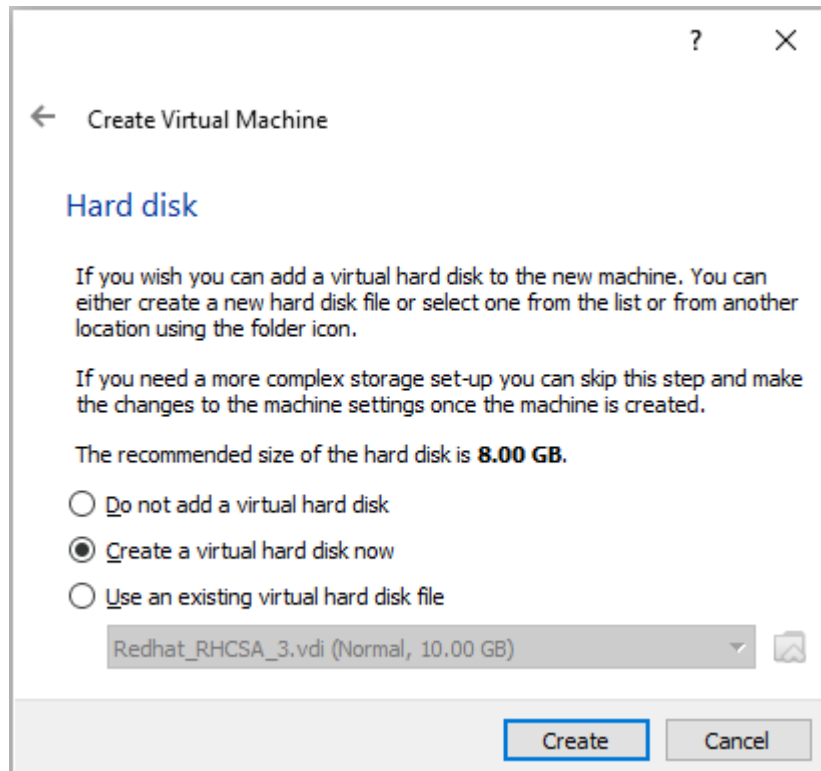 ?
Create Virtual Machine
Hard disk
If you wish you can add a virtual hard disk to the new machine. You can
either create a new hard disk file or select one from the list or from another
location using the folder icon.
If you need a more complex storage set-up you can skip this step and make
the changes to the machine settings once the machine is created.
The recommended size of the hard disk is 8.00 GB.
Do not add a virtual hard disk
Create a virtual hard disk now
Use an existing virtual hard disk file
Redhat_RHCSA_3.vdi (Normal, 10.00 GB)
Create Cancel